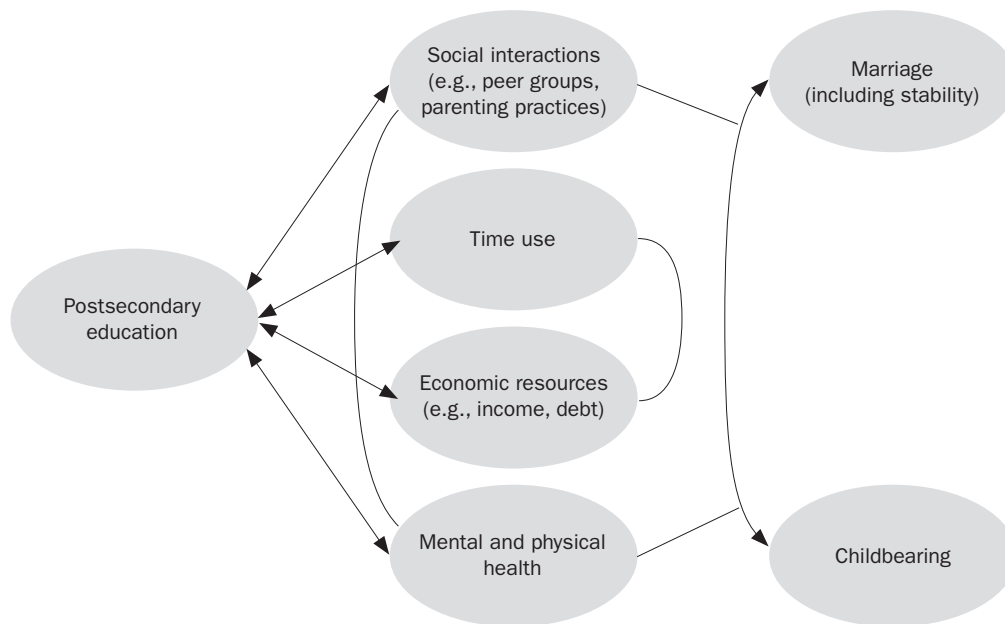 Social interactions
(e.g., peer groups,
parenting practices)
Marriage
(including stability)
Time use
Postsecondary
education
Economic resources
(e.g., income, debt)
Mental and physical
health
Childbearing